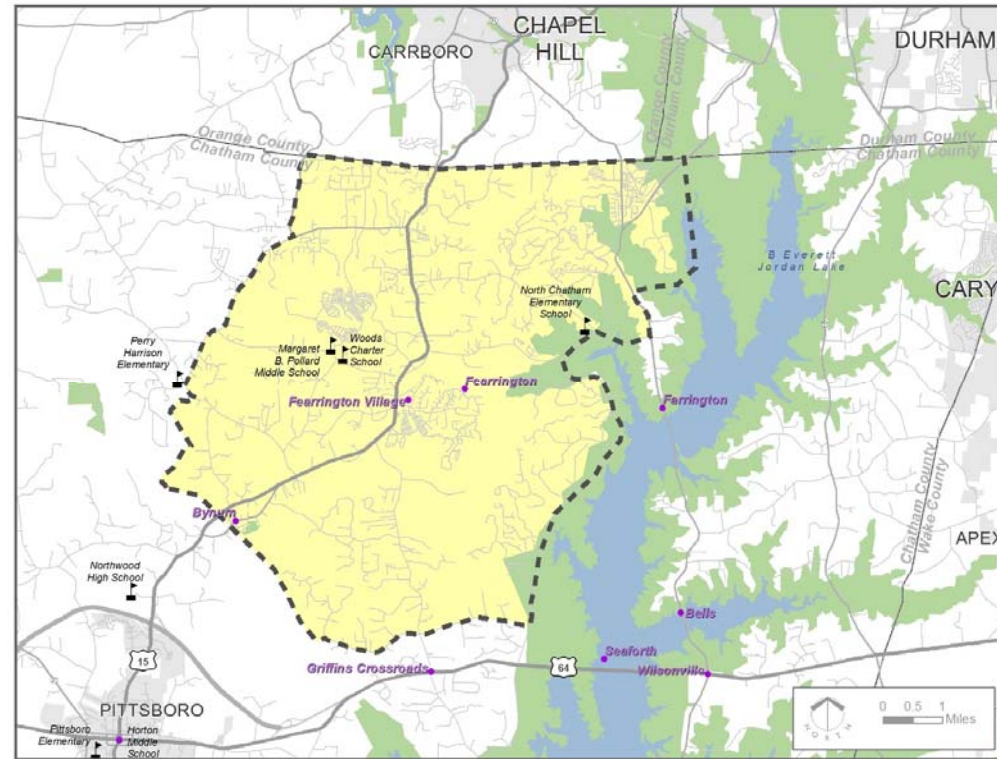 CHAPEL
HILL
CARRBORO
DURHAM
Orange County
Chatham County
Orange County
Durham County
Durham County
Chatham County
B Everett
Jordan Lake
CARY
North Chatham
Elementary
School
Perry
Harrison
Elementary
Margaret
B. Pollard
Middle School
Woods
Charter
School
Fearrington
Fearrington Village
Farrington
Bynum
Chatham County
Wake County
APEX
Northwood
High School
Bells
15
Griffins Crossroads
64
Seaforth
Wilsonville
PITTSBORO
Pittsboro
Elementary
Horton
Middle
School
NORTH
0 0.5 1
Miles